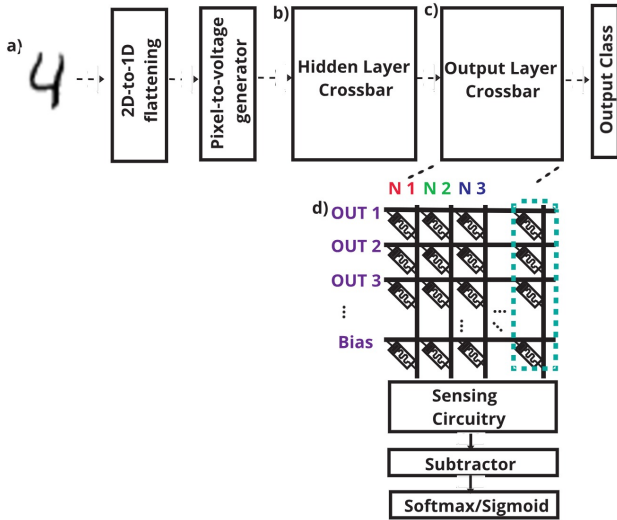 a)
4
2D-to-1D
flattening
Pixel-to-voltage
generator
b)
Hidden Layer
Crossbar
c)
Output Layer
Crossbar
Output Class
N 1 N 2 N 3
d)
OUT 1
OUT 2
OUT 3
Bias
Sensing
Circuitry
Subtractor
Softmax/Sigmoid